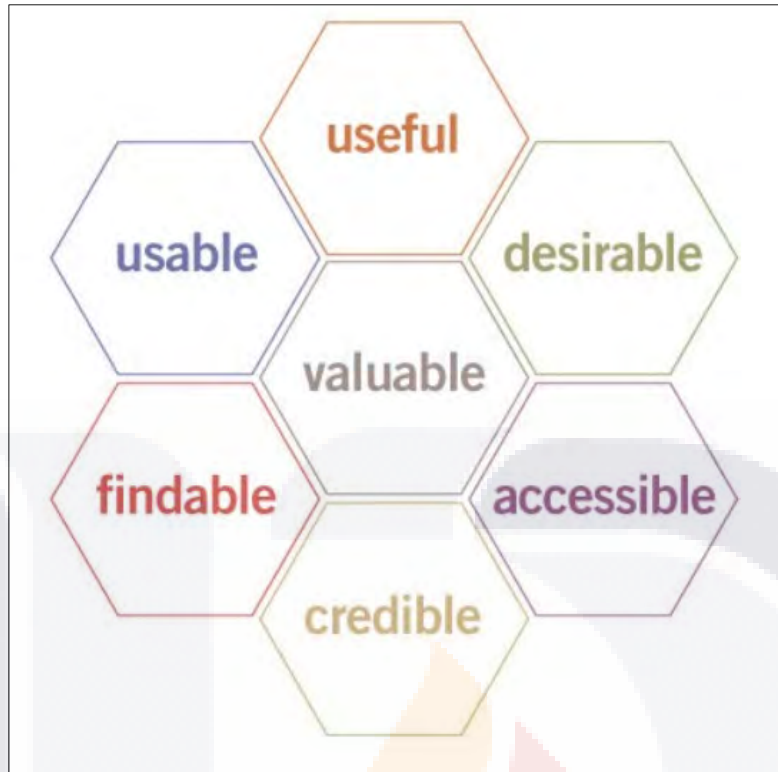 useful
usable
desirable
valuable
findable
accessible
credible